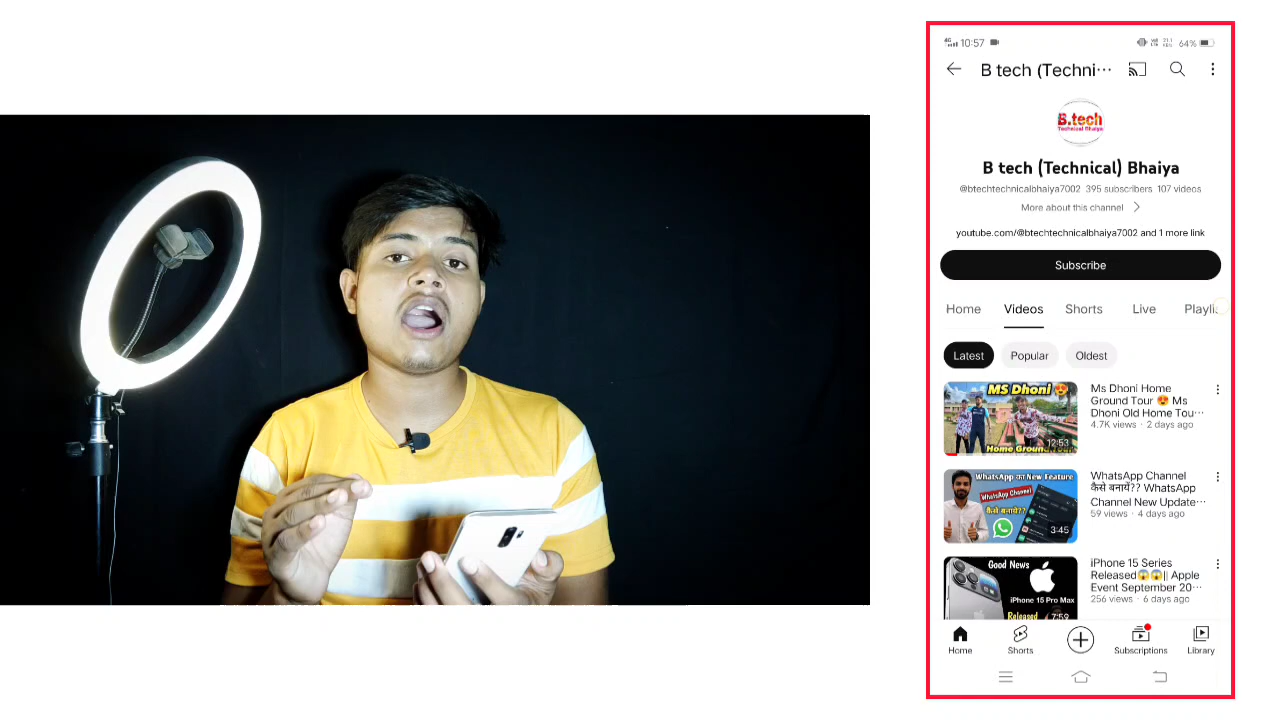 4G 10:57 64%
B tech (Techni···
B.tech
Technical Bhaiya
B tech (Technical) Bhaiya
@btechtechnicalbhaiya7002 395 subscribers 107 videos
More about this channel
youtube.com/@btechtechnicalbhaiya7002 and 1 more link
Subscribe
Home Videos Shorts Live Playli
Latest Popular Oldest
MS Dhoni 😍
Home Ground Tour
12:53
Ms Dhoni Home
Ground Tour 😍 Ms
Dhoni Old Home Tou···
4.7K views · 2 days ago
WhatsApp का New Feature
WhatsApp Channel
कैसे बनायें??
3:45
WhatsApp Channel
कैसे बनायें?? WhatsApp
Channel New Update···
59 views · 4 days ago
Good News
iPhone 15 Pro Max
Released
7:59
iPhone 15 Series
Released😱😱|| Apple
Event September 20···
256 views · 6 days ago
Home Shorts Subscriptions Library